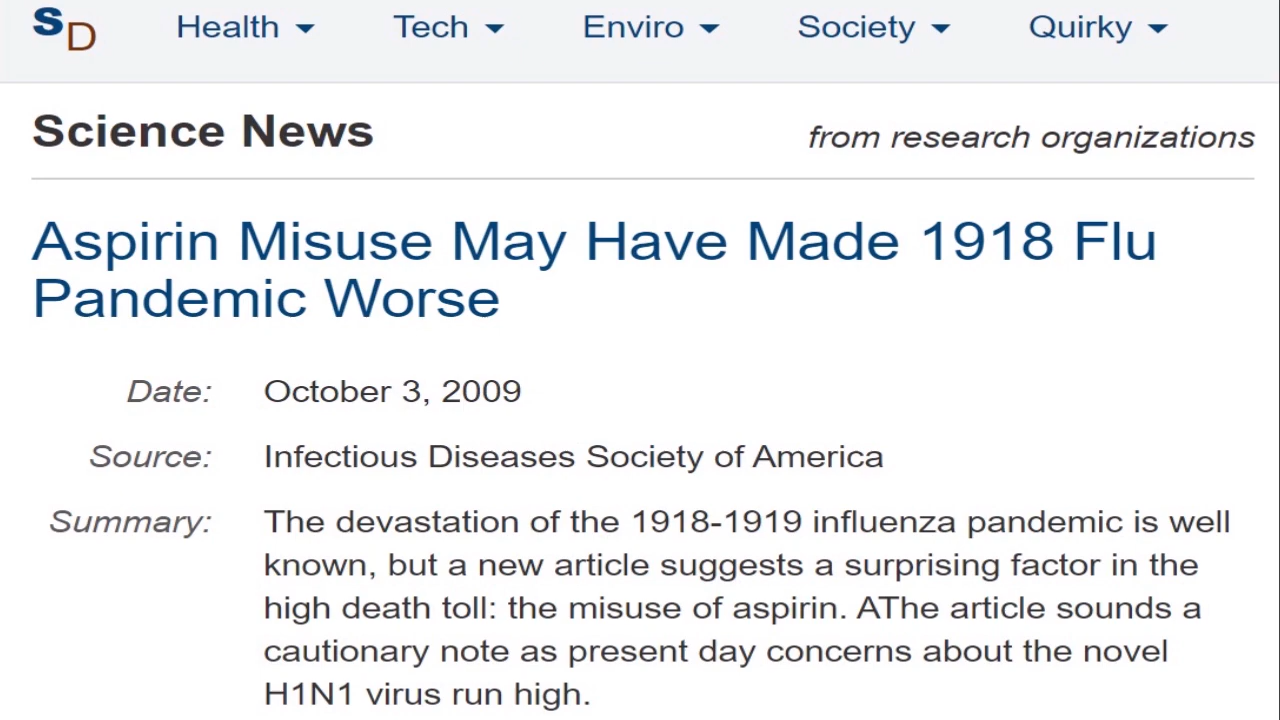 SD
Health Tech Enviro Society Quirky
Science News
from research organizations
Aspirin Misuse May Have Made 1918 Flu
Pandemic Worse
Date: October 3, 2009
Source: Infectious Diseases Society of America
Summary: The devastation of the 1918-1919 influenza pandemic is well
known, but a new article suggests a surprising factor in the
high death toll: the misuse of aspirin. AThe article sounds a
cautionary note as present day concerns about the novel
H1N1 virus run high.